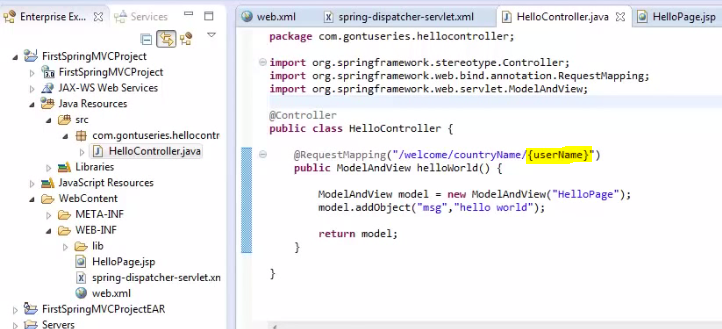 Enterprise Ex...
Services
FirstSpringMVCProject
FirstSpringMVCProject
JAX-WS Web Services
Java Resources
src
com.gontuseries.hellocontr
HelloController.java
Libraries
JavaScript Resources
WebContent
META-INF
WEB-INF
lib
HelloPage.jsp
spring-dispatcher-servlet.xn
web.xml
FirstSpringMVCProjectEAR
Servers
web.xml
spring-dispatcher-servlet.xml
HelloController.java
HelloPage.jsp
package com.gontuseries.hellocontroller;
import org.springframework.stereotype.Controller;
import org.springframework.web.bind.annotation.RequestMapping;
import org.springframework.web.servlet.ModelAndView;
@Controller
public class HelloController {
@RequestMapping("/welcome/countryName/{userName}")
public ModelAndView helloWorld() {
ModelAndView model = new ModelAndView("HelloPage");
model.addObject("msg","hello world");
return model;
}
}